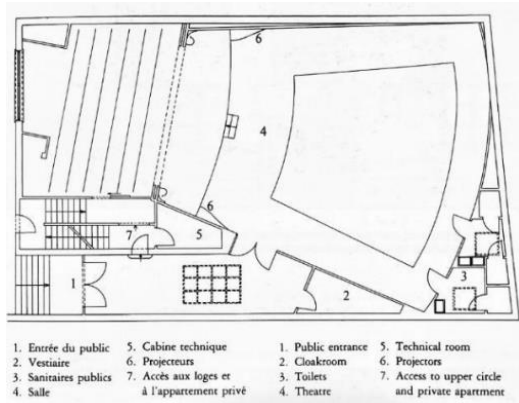 6
4
6
7
5
1
2
3
1. Entrée du public
2. Vestiaire
3. Sanitaires publics
4. Salle
5. Cabine technique
6. Projecteurs
7. Accès aux loges et
à l'appartement privé
1. Public entrance
2. Cloakroom
3. Toilets
4. Theatre
5. Technical room
6. Projectors
7. Access to upper circle
and private apartment